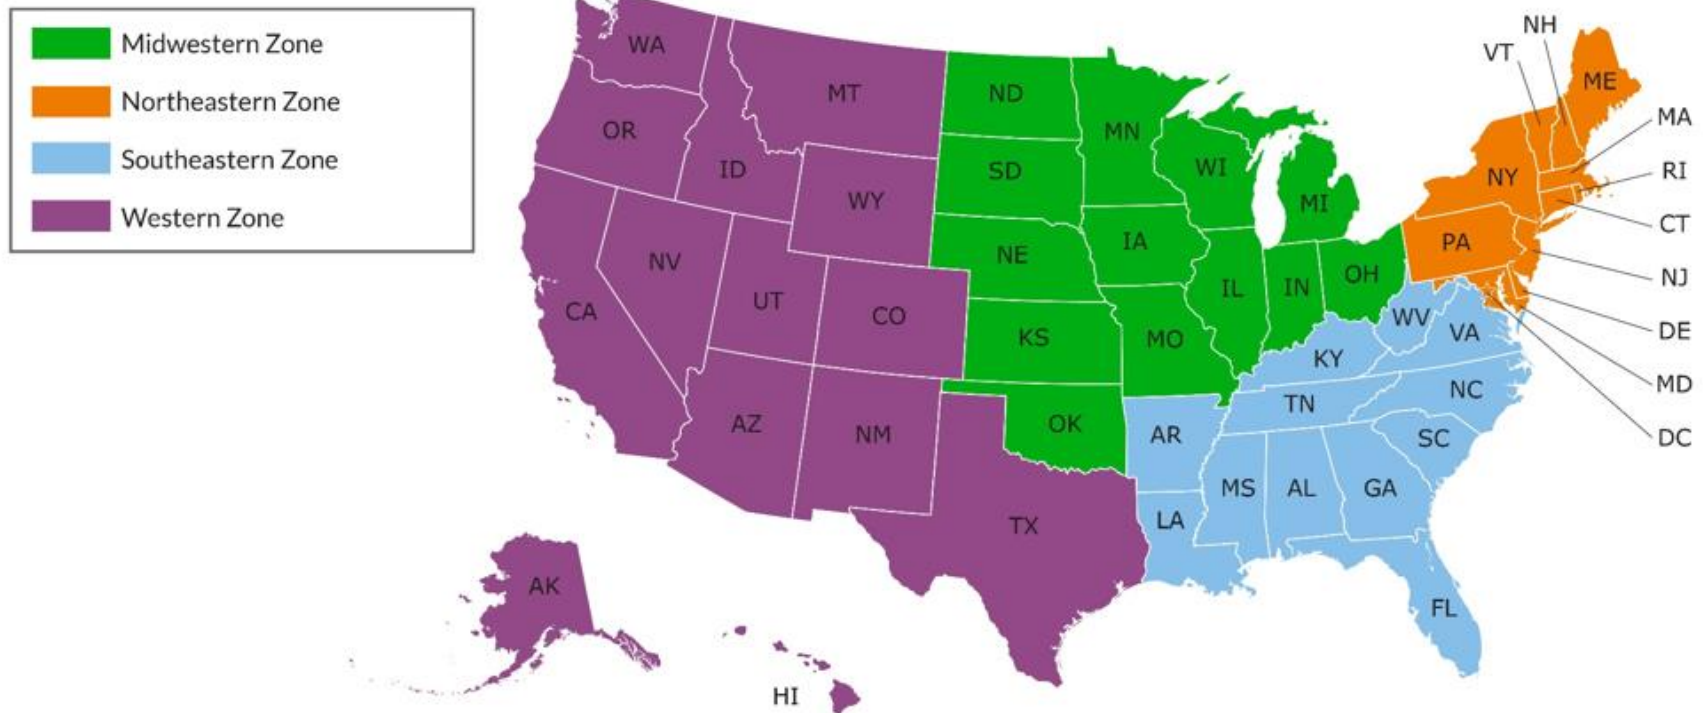 Midwestern Zone
Northeastern Zone
Southeastern Zone
Western Zone
WA
OR
CA
ID
NV
MT
WY
UT
CO
AZ
NM
TX
AK
HI
ND
SD
NE
KS
OK
MN
IA
MO
WI
IL
MI
IN
OH
AR
LA
KY
TN
MS
AL
GA
FL
SC
NC
VA
WV
PA
NY
VT
NH
ME
MA
RI
CT
NJ
DE
MD
DC